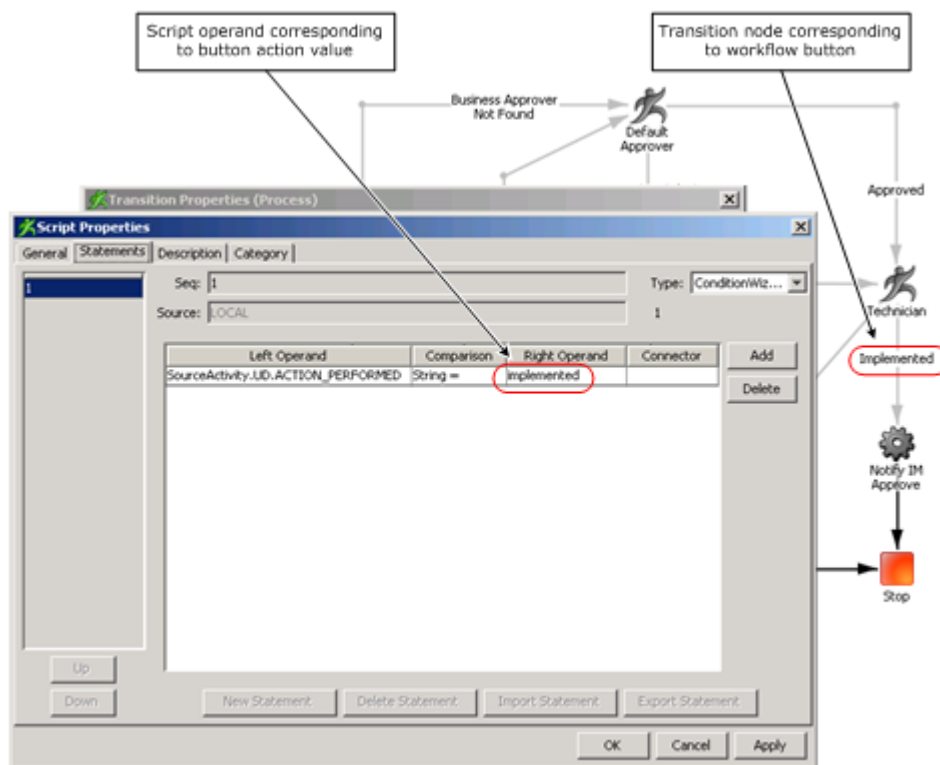 Script operand corresponding
to button action value
Transition node corresponding
to workflow button
Business Approver
Not Found
Default
Approver
Approved
Transition Properties (Process)
Script Properties
General Statements Description Category
1
Seq: 1
Type: ConditionWiz...
Source: LOCAL
1
Technician
Left Operand Comparison Right Operand Connector
Add
SourceActivity.UD.ACTION_PERFORMED String = implemented
Delete
Implemented
Notify IM
Approve
Stop
Up
Down
New Statement Delete Statement Import Statement Export Statement
OK Cancel Apply